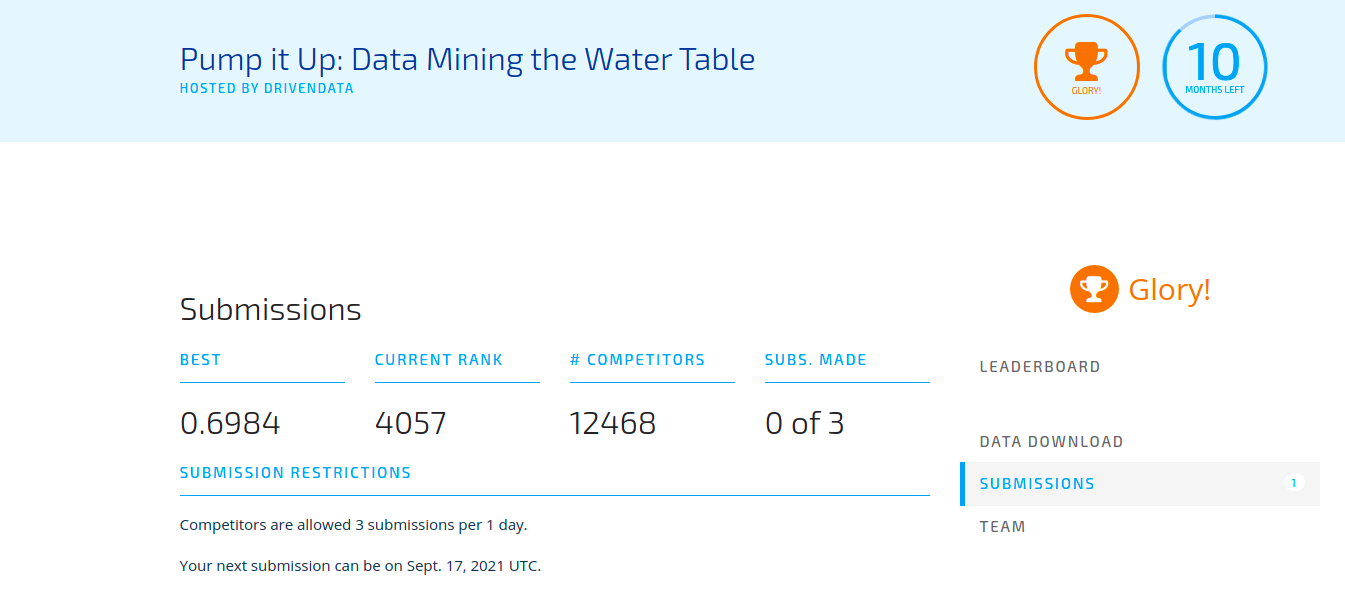 Pump it Up: Data Mining the Water Table
HOSTED BY DRIVENDATA
GLORY!
10
MONTHS LEFT
Submissions
BEST
CURRENT RANK
# COMPETITORS
SUBS. MADE
0.6984
4057
12468
0 of 3
SUBMISSION RESTRICTIONS
Competitors are allowed 3 submissions per 1 day.
Your next submission can be on Sept. 17, 2021 UTC.
Glory!
LEADERBOARD
DATA DOWNLOAD
SUBMISSIONS 1
TEAM